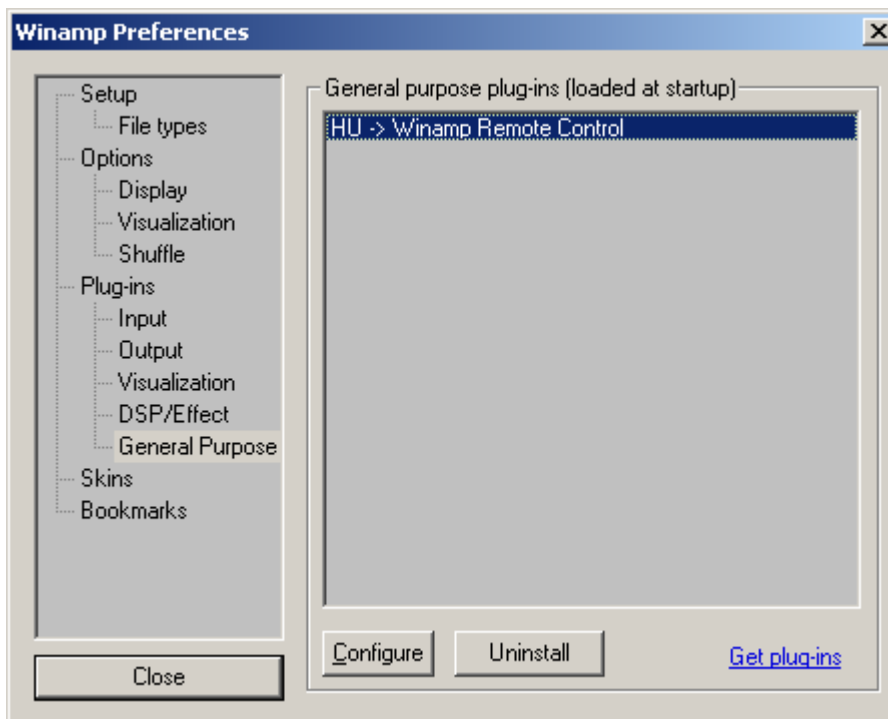 Winamp Preferences
Setup
File types
Options
Display
Visualization
Shuffle
Plug-ins
Input
Output
Visualization
DSP/Effect
General Purpose
Skins
Bookmarks
Close
General purpose plug-ins (loaded at startup)
HU -> Winamp Remote Control
Configure
Uninstall
Get plug-ins